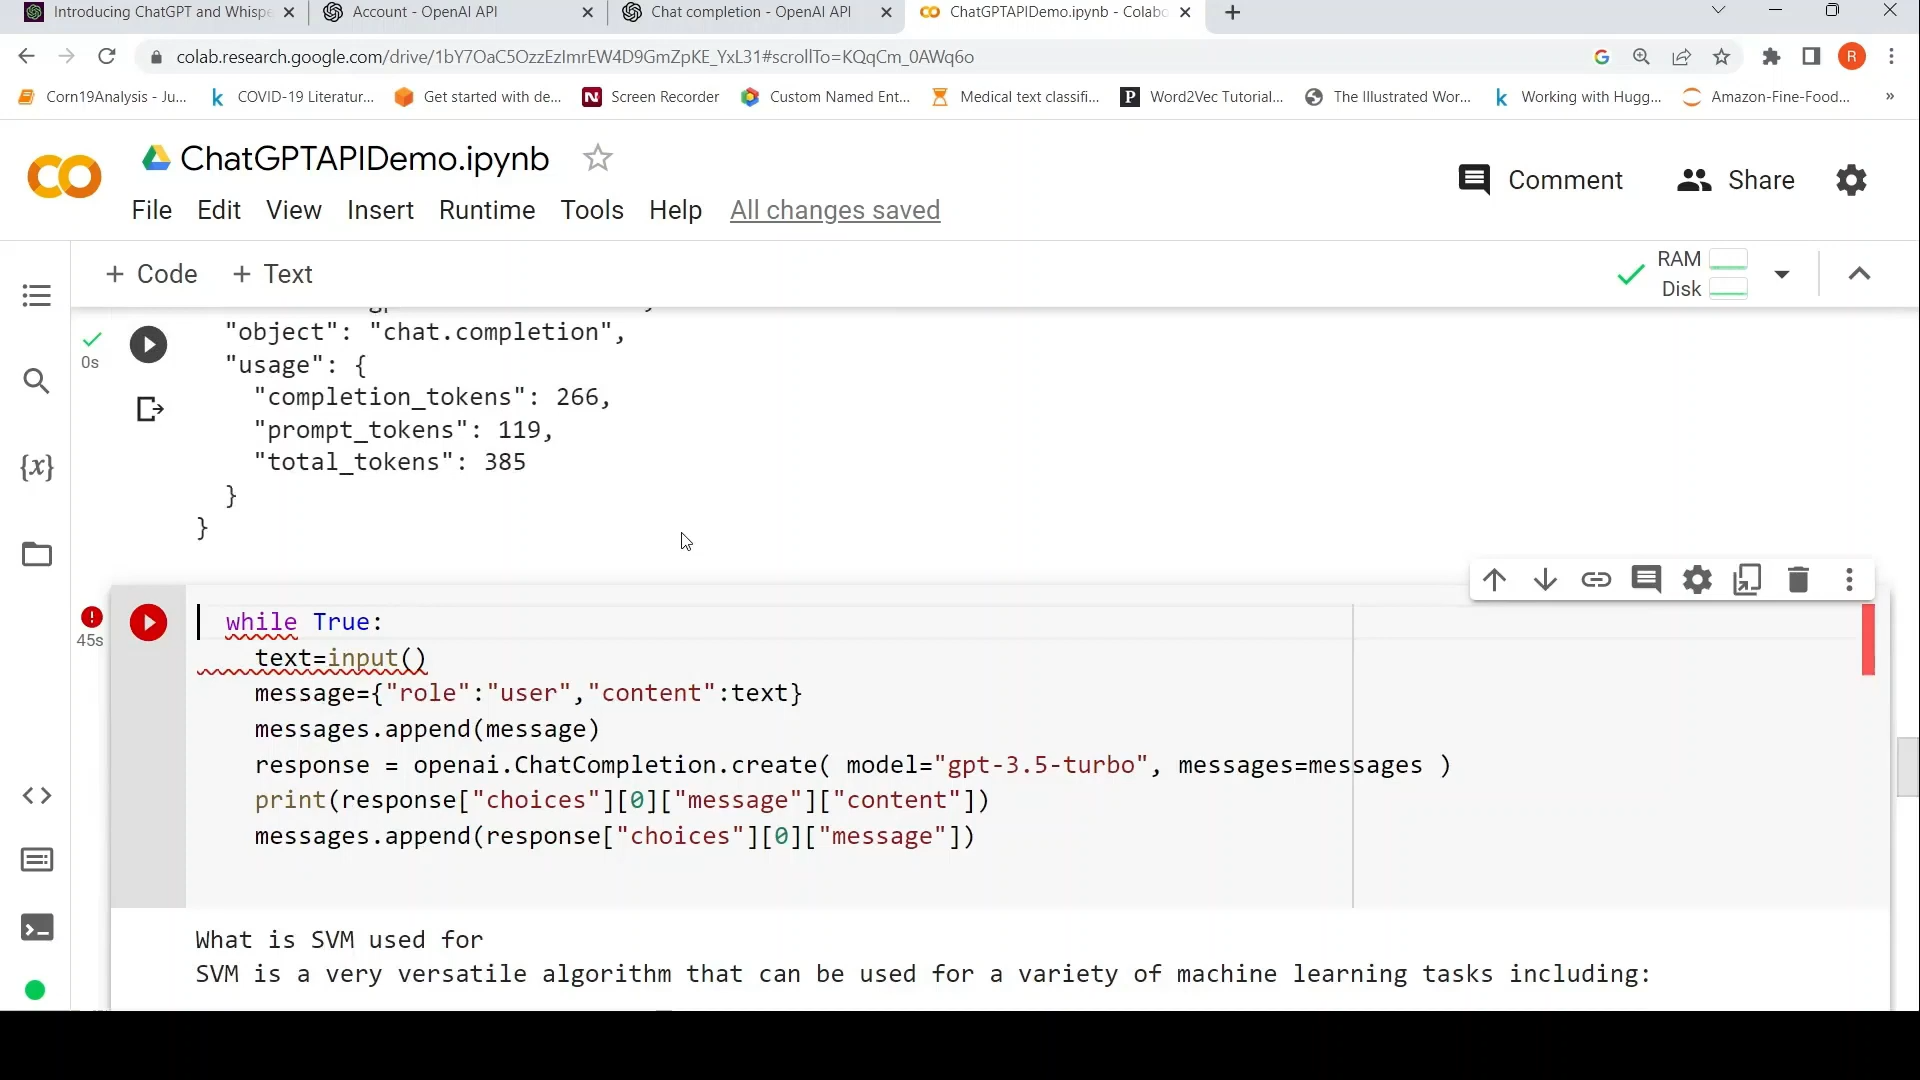 Introducing ChatGPT and Whispe
Account - OpenAI API
Chat completion - OpenAI API
ChatGPTAPIDemo.ipynb - Colabo
colab.research.google.com/drive/1bY7OaC5OzzEzImrEW4D9GmZpKE_YxL31#scrollTo=KQqCm_0AWq6o
R
Corn19Analysis - Ju...
COVID-19 Literatur...
Get started with de...
Screen Recorder
Custom Named Ent...
Medical text classifi...
Word2Vec Tutorial...
The Illustrated Wor...
Working with Hugg...
Amazon-Fine-Food...
»
ChatGPTAPIDemo.ipynb
Comment
Share
File Edit View Insert Runtime Tools Help All changes saved
+ Code + Text
RAM
Disk
"object": "chat.completion",
0s
"usage": {
"completion_tokens": 266,
"prompt_tokens": 119,
"total_tokens": 385
}
}
{x}
while True:
45s
text=input()
message={"role":"user","content":text}
messages.append(message)
response = openai.ChatCompletion.create( model="gpt-3.5-turbo", messages=messages )
print(response["choices"][0]["message"]["content"])
messages.append(response["choices"][0]["message"])
What is SVM used for
SVM is a very versatile algorithm that can be used for a variety of machine learning tasks including: